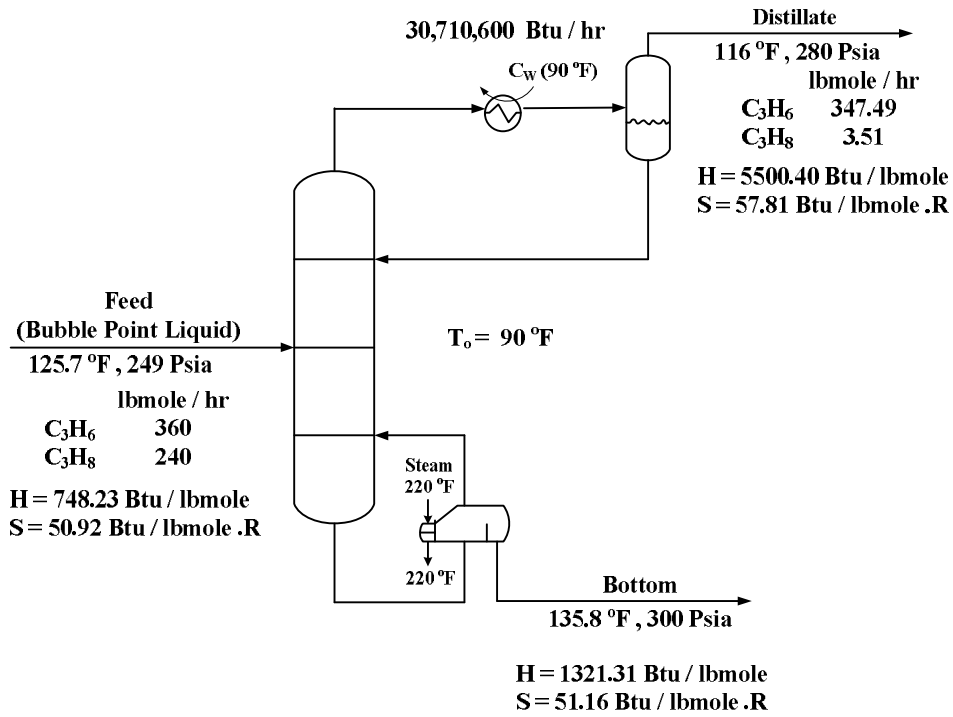 30,710,600 Btu / hr
C_W (90 °F)
Distillate
116 °F , 280 Psia
lbmole / hr
C₃H₆ 347.49
C₃H₈ 3.51
H = 5500.40 Btu / lbmole
S = 57.81 Btu / lbmole .R
Feed
(Bubble Point Liquid)
125.7 °F , 249 Psia
lbmole / hr
C₃H₆ 360
C₃H₈ 240
H = 748.23 Btu / lbmole
S = 50.92 Btu / lbmole .R
Tₒ = 90 °F
Steam
220 °F
220 °F
Bottom
135.8 °F , 300 Psia
H = 1321.31 Btu / lbmole
S = 51.16 Btu / lbmole .R